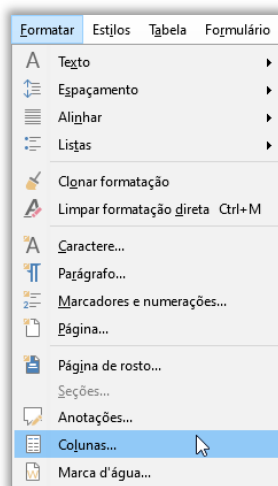 Formatar Estilos Tabela Formulário
Texto
Espaçamento
Alinhar
Listas
Clonar formatação
Limpar formatação direta Ctrl+M
Caractere...
Parágrafo...
Marcadores e numerações...
Página...
Página de rosto...
Seções...
Anotações...
Colunas...
Marca d'água...